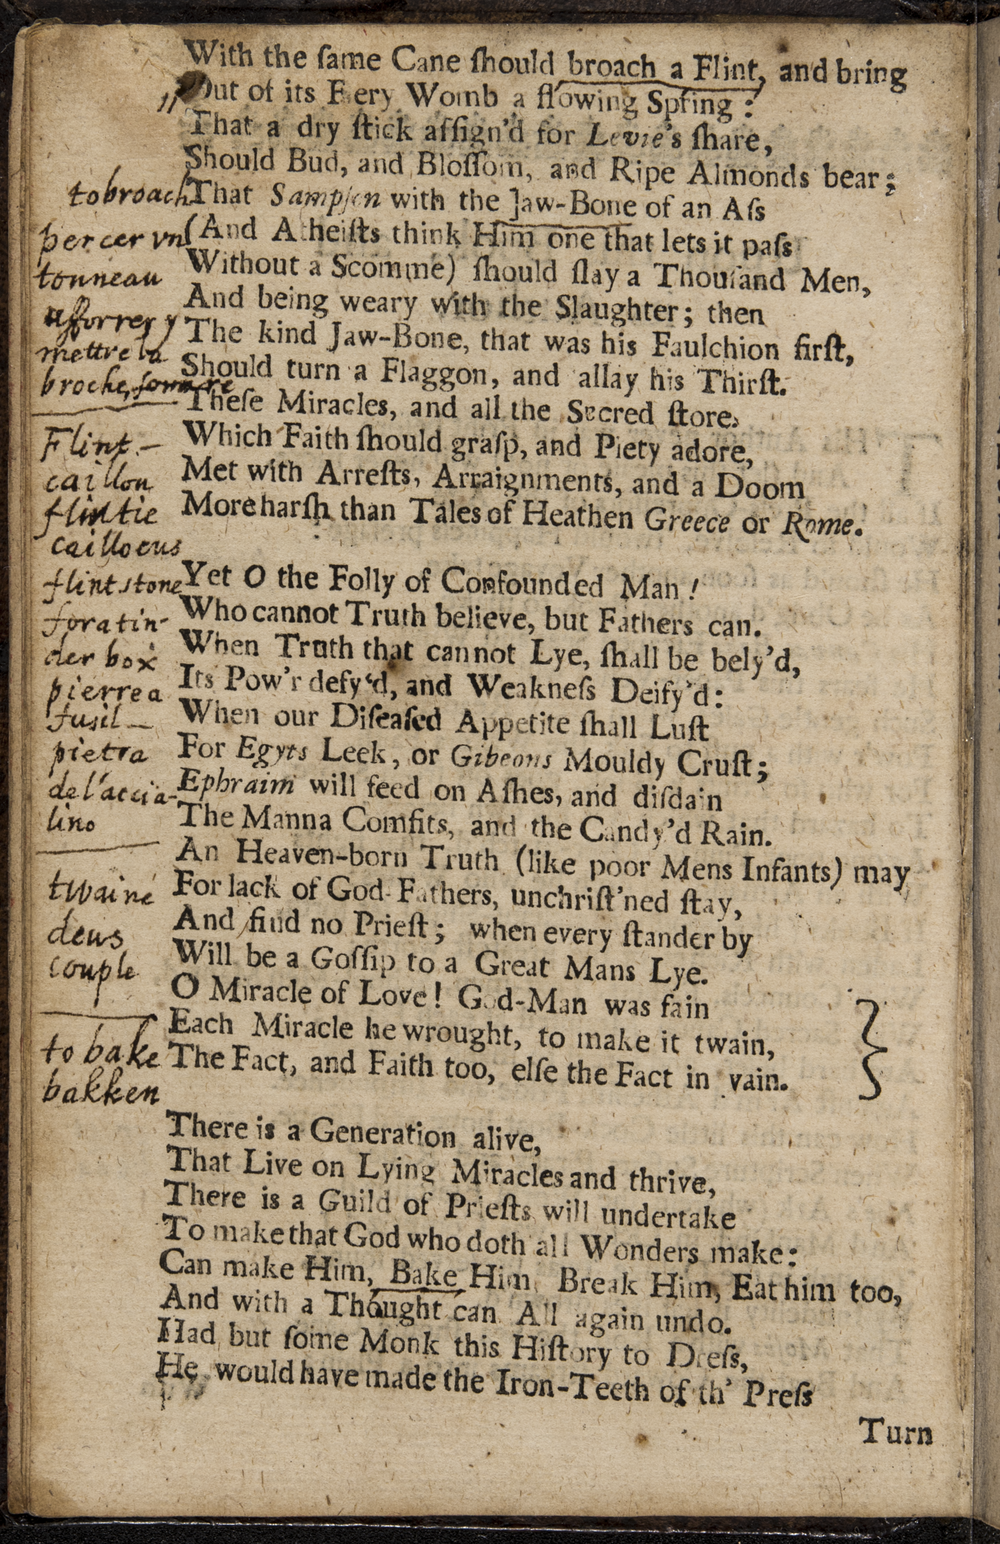 With the ſame Cane ſhould broach a Flint, and bring
Out of its Fiery Womb a flowing Spring:
That a dry ſtick aſſign'd for Levie's ſhare,
Should Bud, and Bloſſom, and Ripe Almonds bear;
That Sampſon with the Jaw-Bone of an Aſs
(And Atheiſts think Him one that lets it paſs
Without a Scomme) ſhould ſlay a Thouſand Men,
And being weary with the Slaughter; then
The kind Jaw-Bone, that was his Faulchion firſt,
Should turn a Flaggon, and allay his Thirſt.
Theſe Miracles, and all the Sacred ſtore,
Which Faith ſhould graſp, and Piety adore,
Met with Arreſts, Arraignments, and a Doom
More harſh than Tales of Heathen Greece or Rome.
Yet O the Folly of Confounded Man!
Who cannot Truth believe, but Fathers can.
When Truth that cannot Lye, ſhall be bely'd,
Its Pow'r defy'd, and Weakneſs Deify'd:
When our Diſeaſed Appetite ſhall Luſt
For Egyts Leek, or Gibeons Mouldy Cruſt;
Ephraim will feed on Aſhes, and diſdain
The Manna Comfits, and the Candy'd Rain.
An Heaven-born Truth (like poor Mens Infants) may
For lack of God-Fathers, unchriſt'ned ſtay,
And find no Prieſt; when every ſtander by
Will be a Goſſip to a Great Mans Lye.
O Miracle of Love! God-Man was fain
Each Miracle he wrought, to make it twain,
The Fact, and Faith too, elſe the Fact in vain.
There is a Generation alive,
That Live on Lying Miracles and thrive,
There is a Guild of Prieſts will undertake
To make that God who doth all Wonders make:
Can make Him, Bake Him, Break Him, Eat him too,
And with a Thought can All again undo.
Had but ſome Monk this Hiſtory to Dreſs,
He would have made the Iron-Teeth of th' Preſs
Turn
to broach
percer vn
tonneau
afforrer y
mettre la
broche,
Flint —
caillou
flintie
cailloeus
flintstone
for a tin-
der box
pierre a
fusil —
pietra
del'accia-
lino
twaine
deus
couple
to bake
bakken